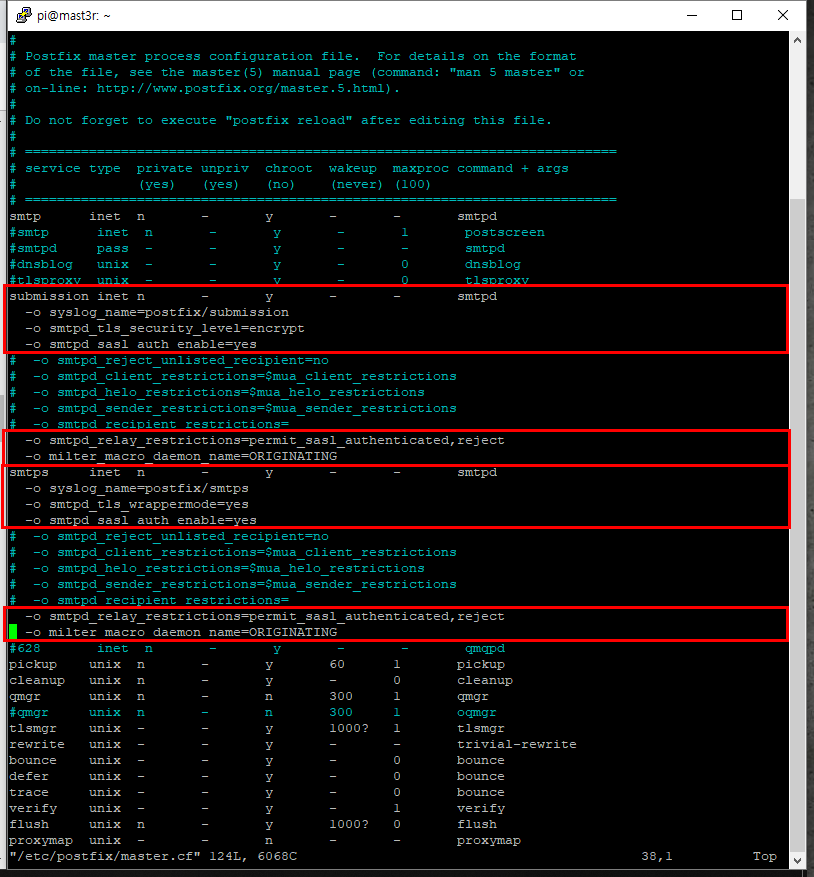 pi@mast3r: ~
#
# Postfix master process configuration file.  For details on the format
# of the file, see the master(5) manual page (command: "man 5 master" or
# on-line: http://www.postfix.org/master.5.html).
#
# Do not forget to execute "postfix reload" after editing this file.
#
# ==========================================================================
# service type  private unpriv  chroot  wakeup  maxproc command + args
#               (yes)   (yes)   (no)    (never) (100)
# ==========================================================================
smtp      inet  n       -       y       -       -       smtpd
#smtp      inet  n       -       y       -       1       postscreen
#smtpd     pass  -       -       y       -       -       smtpd
#dnsblog   unix  -       -       y       -       0       dnsblog
#tlsproxy  unix  -       -       y       -       0       tlsproxy
submission inet n       -       y       -       -       smtpd
  -o syslog_name=postfix/submission
  -o smtpd_tls_security_level=encrypt
  -o smtpd_sasl_auth_enable=yes
#  -o smtpd_reject_unlisted_recipient=no
#  -o smtpd_client_restrictions=$mua_client_restrictions
#  -o smtpd_helo_restrictions=$mua_helo_restrictions
#  -o smtpd_sender_restrictions=$mua_sender_restrictions
#  -o smtpd_recipient_restrictions=
  -o smtpd_relay_restrictions=permit_sasl_authenticated,reject
  -o milter_macro_daemon_name=ORIGINATING
smtps     inet  n       -       y       -       -       smtpd
  -o syslog_name=postfix/smtps
  -o smtpd_tls_wrappermode=yes
  -o smtpd_sasl_auth_enable=yes
#  -o smtpd_reject_unlisted_recipient=no
#  -o smtpd_client_restrictions=$mua_client_restrictions
#  -o smtpd_helo_restrictions=$mua_helo_restrictions
#  -o smtpd_sender_restrictions=$mua_sender_restrictions
#  -o smtpd_recipient_restrictions=
  -o smtpd_relay_restrictions=permit_sasl_authenticated,reject
  -o milter_macro_daemon_name=ORIGINATING
#628       inet  n       -       y       -       -       qmqpd
pickup    unix  n       -       y       60      1       pickup
cleanup   unix  n       -       y       -       0       cleanup
qmgr      unix  n       -       n       300     1       qmgr
#qmgr     unix  n       -       n       300     1       oqmgr
tlsmgr    unix  -       -       y       1000?   1       tlsmgr
rewrite   unix  -       -       y       -       -       trivial-rewrite
bounce    unix  -       -       y       -       0       bounce
defer     unix  -       -       y       -       0       bounce
trace     unix  -       -       y       -       0       bounce
verify    unix  -       -       y       -       1       verify
flush     unix  n       -       y       1000?   0       flush
proxymap  unix  -       -       n       -       -       proxymap
"/etc/postfix/master.cf" 124L, 6068C                                           38,1          Top